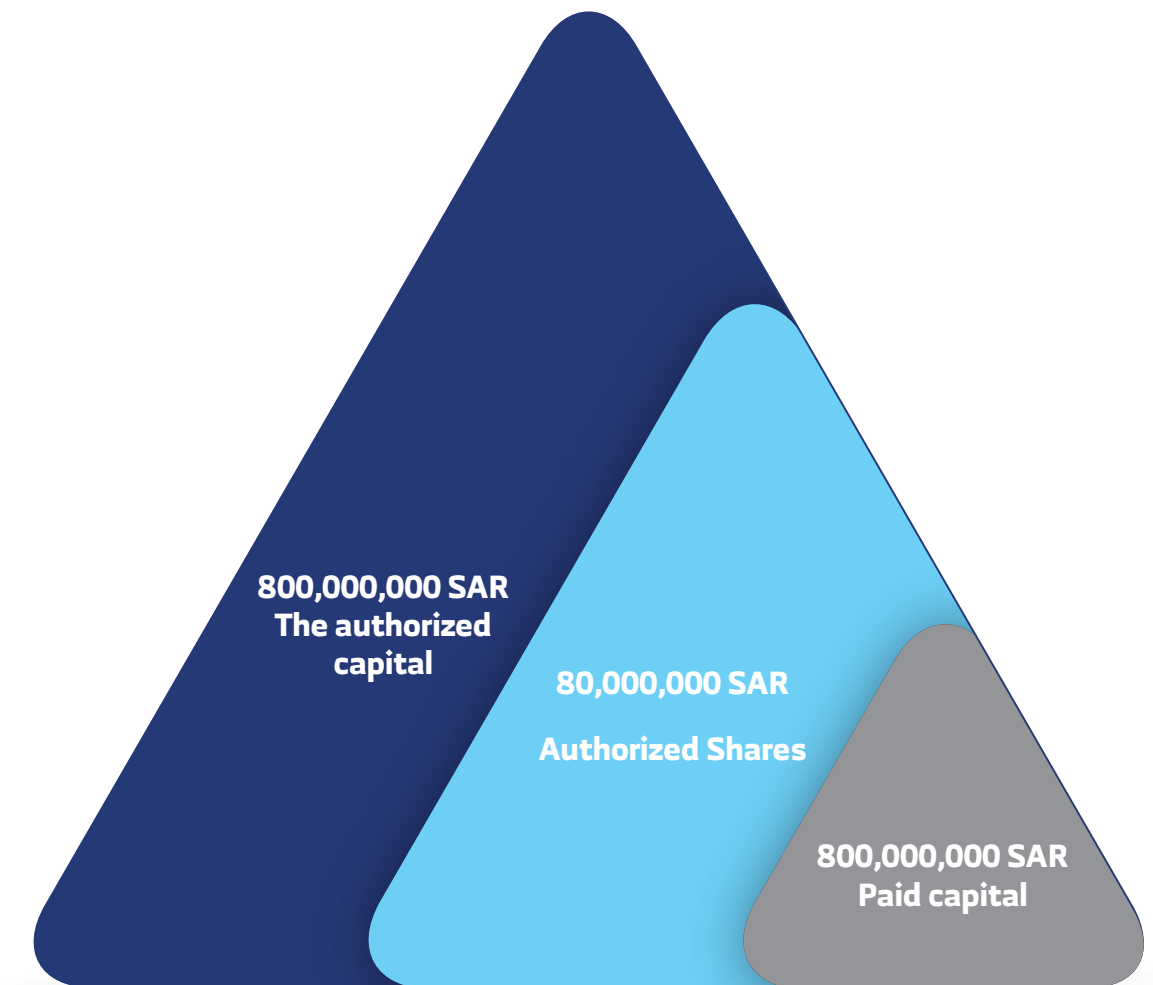 800,000,000 SAR
The authorized
capital
80,000,000 SAR
Authorized Shares
800,000,000 SAR
Paid capital